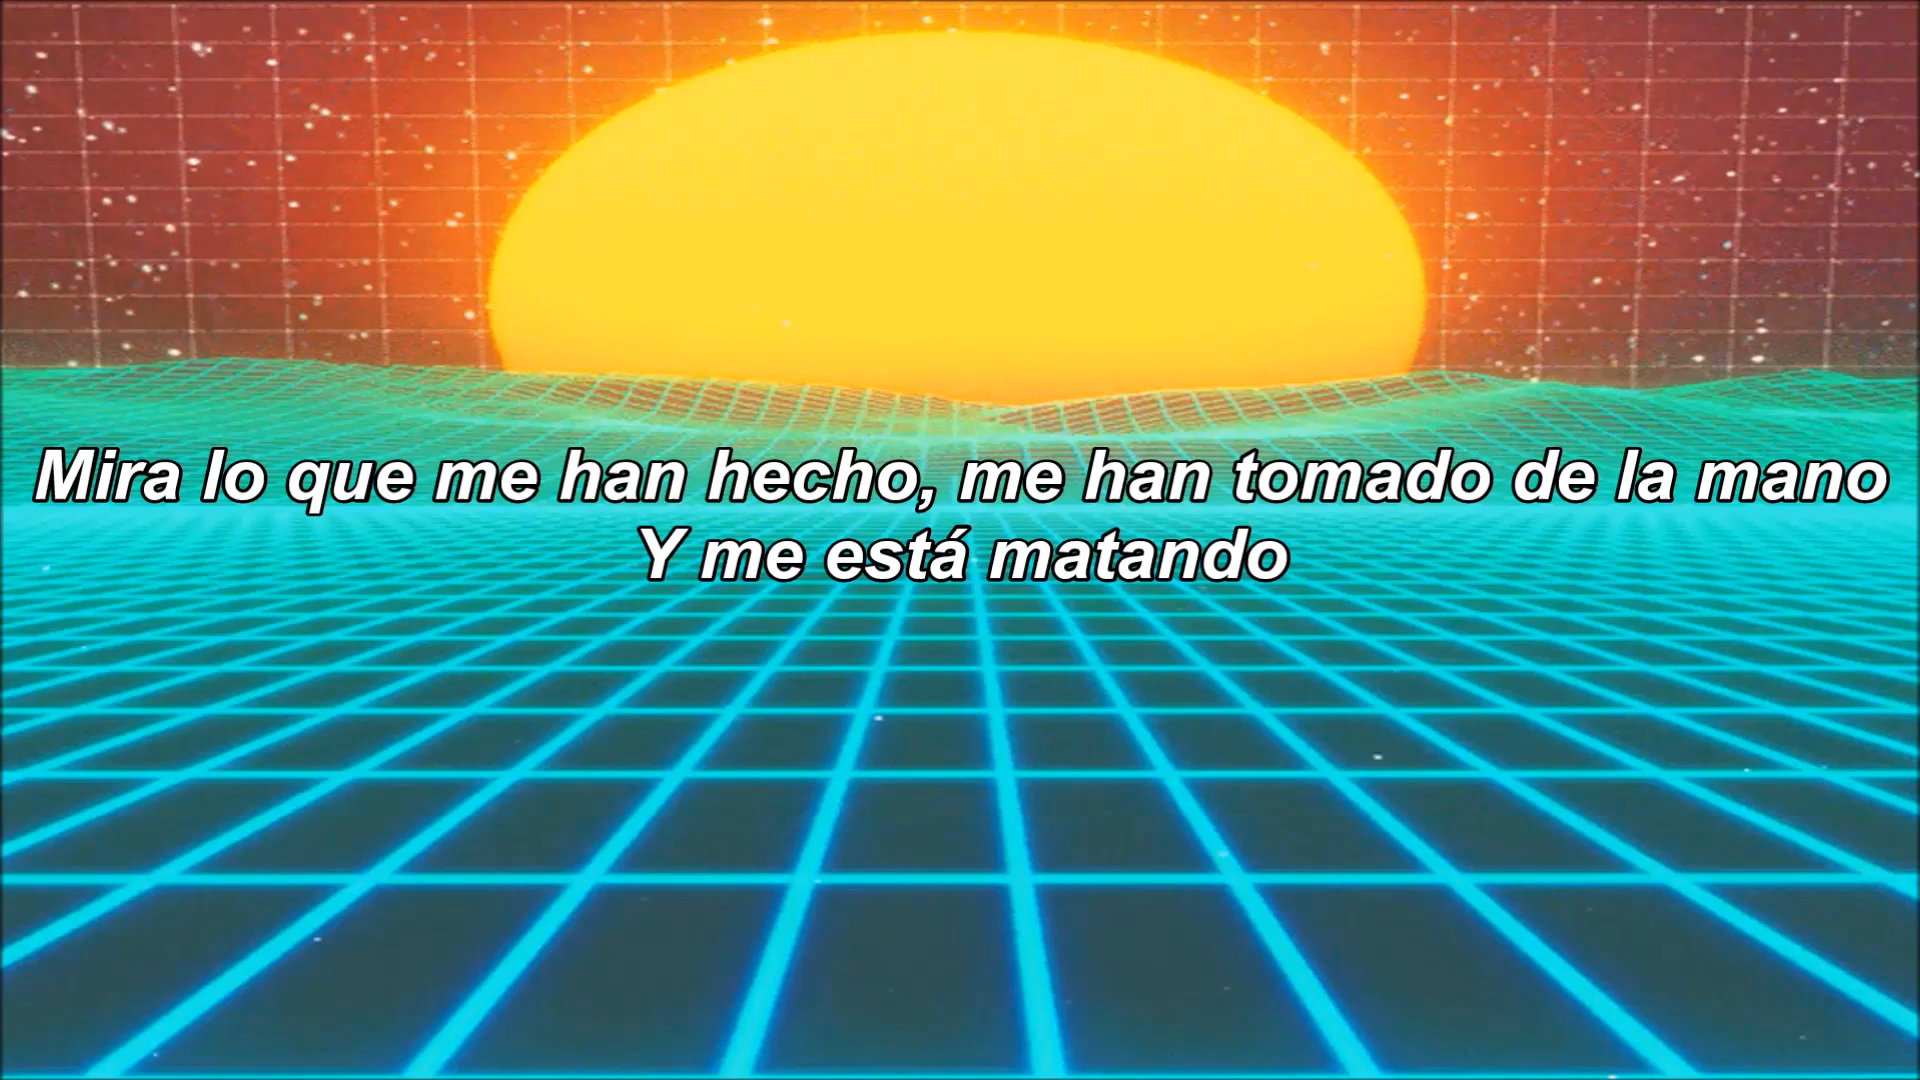 Mira lo que me han hecho, me han tomado de la mano
Y me está matando